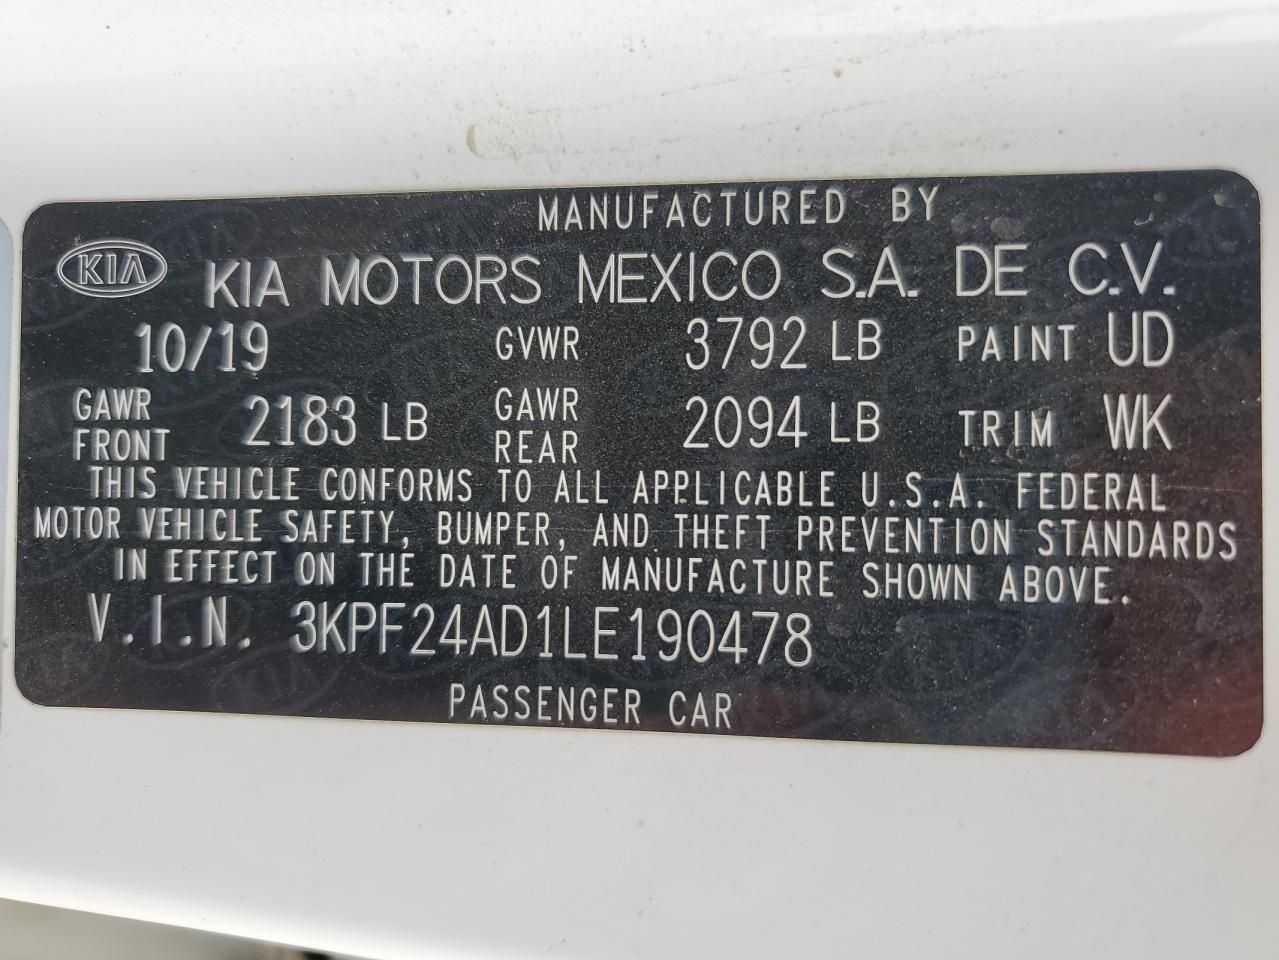 MANUFACTURED BY
KIA KIA MOTORS MEXICO S.A. DE C.V.
10/19 GVWR 3792 LB PAINT UD
GAWR FRONT 2183 LB GAWR REAR 2094 LB TRIM WK
THIS VEHICLE CONFORMS TO ALL APPLICABLE U.S.A. FEDERAL
MOTOR VEHICLE SAFETY, BUMPER, AND THEFT PREVENTION STANDARDS
IN EFFECT ON THE DATE OF MANUFACTURE SHOWN ABOVE.
V.I.N. 3KPF24AD1LE190478
PASSENGER CAR